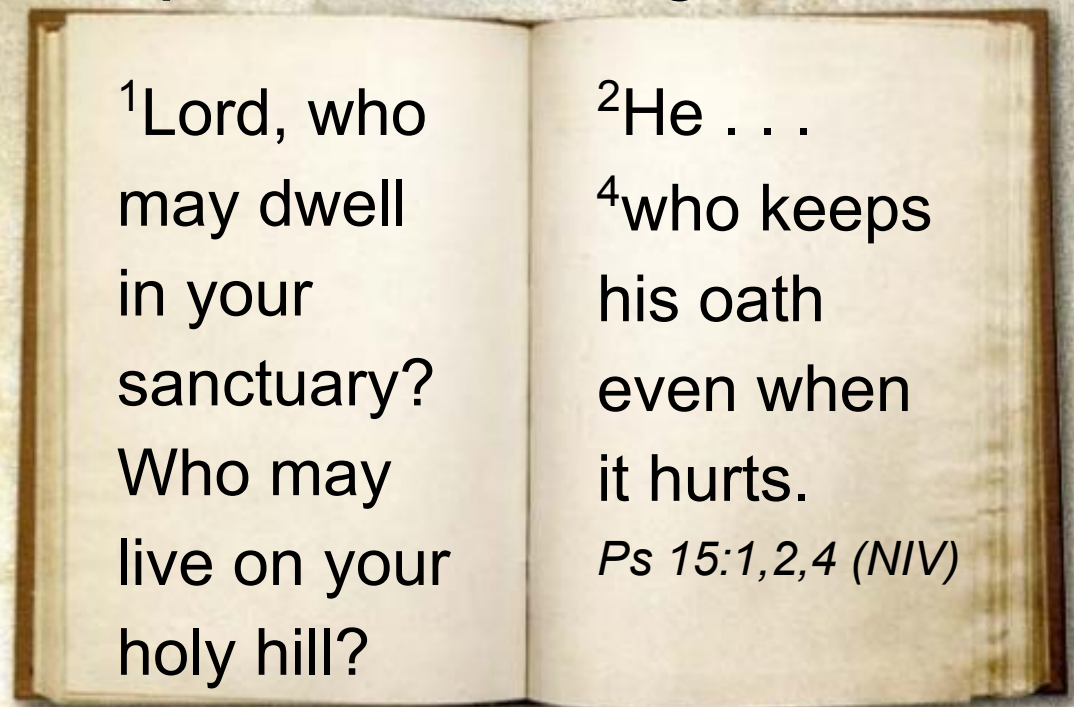 ¹Lord, who
may dwell
in your
sanctuary?
Who may
live on your
holy hill?
²He . . .
⁴who keeps
his oath
even when
it hurts.
Ps 15:1,2,4 (NIV)